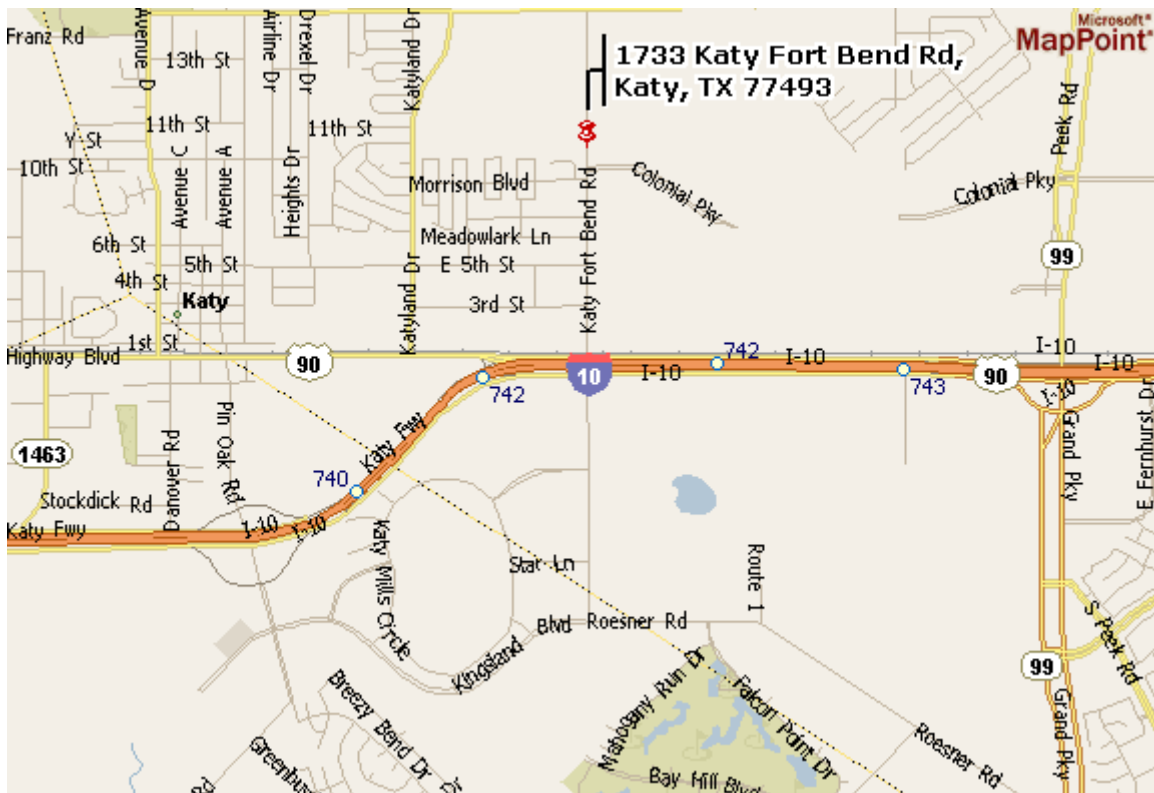 Microsoft®
MapPoint®
1733 Katy Fort Bend Rd,
Katy, TX 77493
Franz Rd
Avenue D
13th St
Airline Dr
Drexel Dr
Katyland Dr
Peek Rd
11th St
11th St
Y St
10th St
Avenue C
Avenue A
Heights Dr
Morrison Blvd
Katy Fort Bend Rd
Colonial Pky
Colonial Pky
Meadowlark Ln
6th St
5th St
E 5th St
99
4th St
Katy
3rd St
Katyland Dr
1st St
Highway Blvd
90
742
I-10
I-10
I-10
I-10
10
90
742
743
I-10
Katy Fwy
Pin Oak Rd
Danover Rd
Grand Pky
E Fernhurst Dr
1463
740
Stockdick Rd
Katy Fwy
I-10
I-10
Katy Mills Circle
Star Ln
Route 1
Kingsland Blvd
Roesner Rd
S Peek Rd
99
Mahogany Run Dr
Falcon Point Dr
Breezy Bend Dr
Grand Pky
Roesner Rd
Bay Hill Blvd